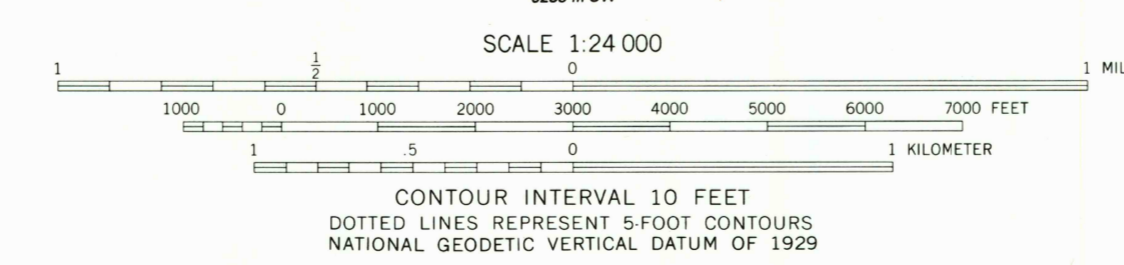 SCALE 1:24 000
1 1/2 0 1 MIL
1000 0 1000 2000 3000 4000 5000 6000 7000 FEET
1 .5 0 1 KILOMETER
CONTOUR INTERVAL 10 FEET
DOTTED LINES REPRESENT 5-FOOT CONTOURS
NATIONAL GEODETIC VERTICAL DATUM OF 1929